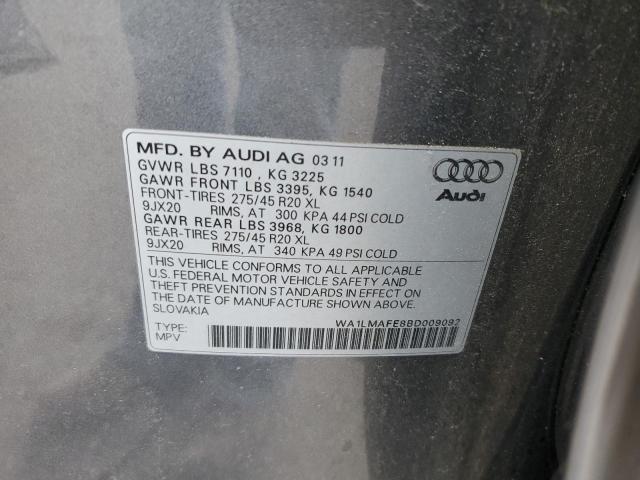 MFD. BY AUDI AG 03 11
GVWR LBS 7110 , KG 3225
GAWR FRONT LBS 3395, KG 1540
FRONT-TIRES 275/45 R20 XL
9JX20 RIMS, AT 300 KPA 44 PSI COLD
GAWR REAR LBS 3968, KG 1800
REAR-TIRES 275/45 R20 XL
9JX20 RIMS, AT 340 KPA 49 PSI COLD
Audi
THIS VEHICLE CONFORMS TO ALL APPLICABLE
U.S. FEDERAL MOTOR VEHICLE SAFETY AND
THEFT PREVENTION STANDARDS IN EFFECT ON
THE DATE OF MANUFACTURE SHOWN ABOVE.
SLOVAKIA
WA1LMAFE8BD009092
TYPE:
MPV